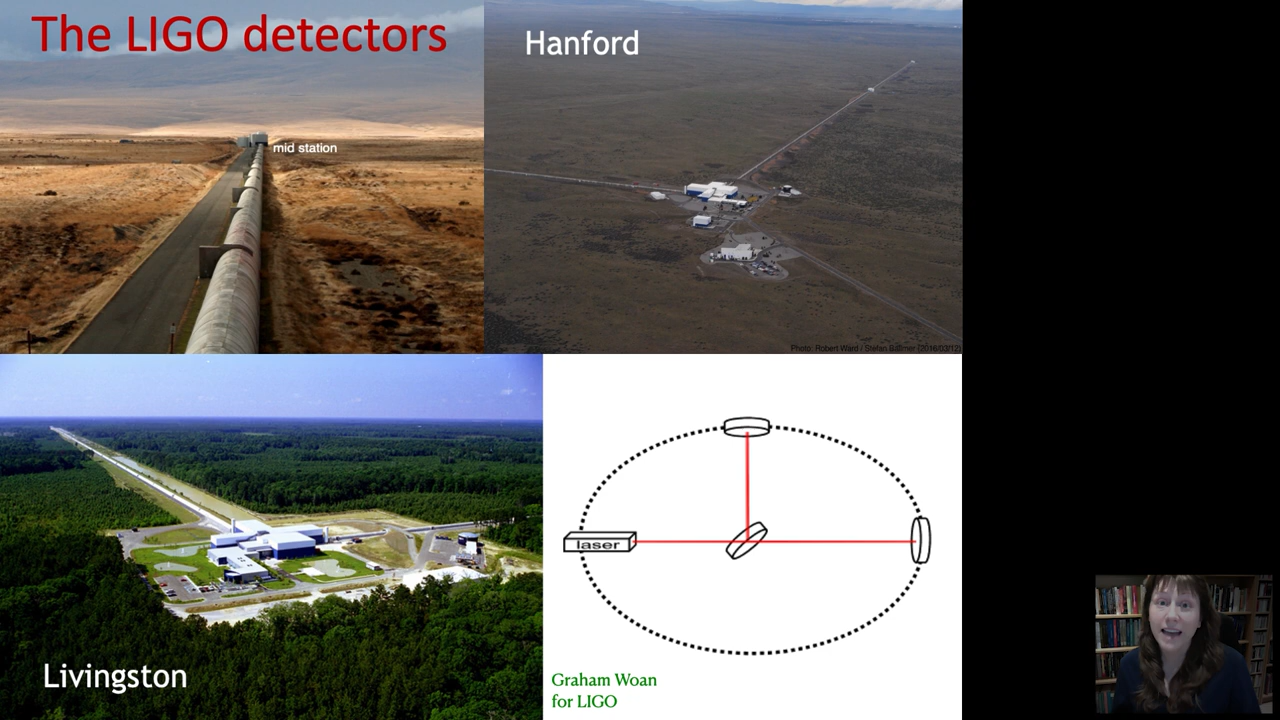 The LIGO detectors
Hanford
mid station
Photo: Robert Ward / Stefan Ballmer (2016/03/12)
laser
Livingston
Graham Woan
for LIGO